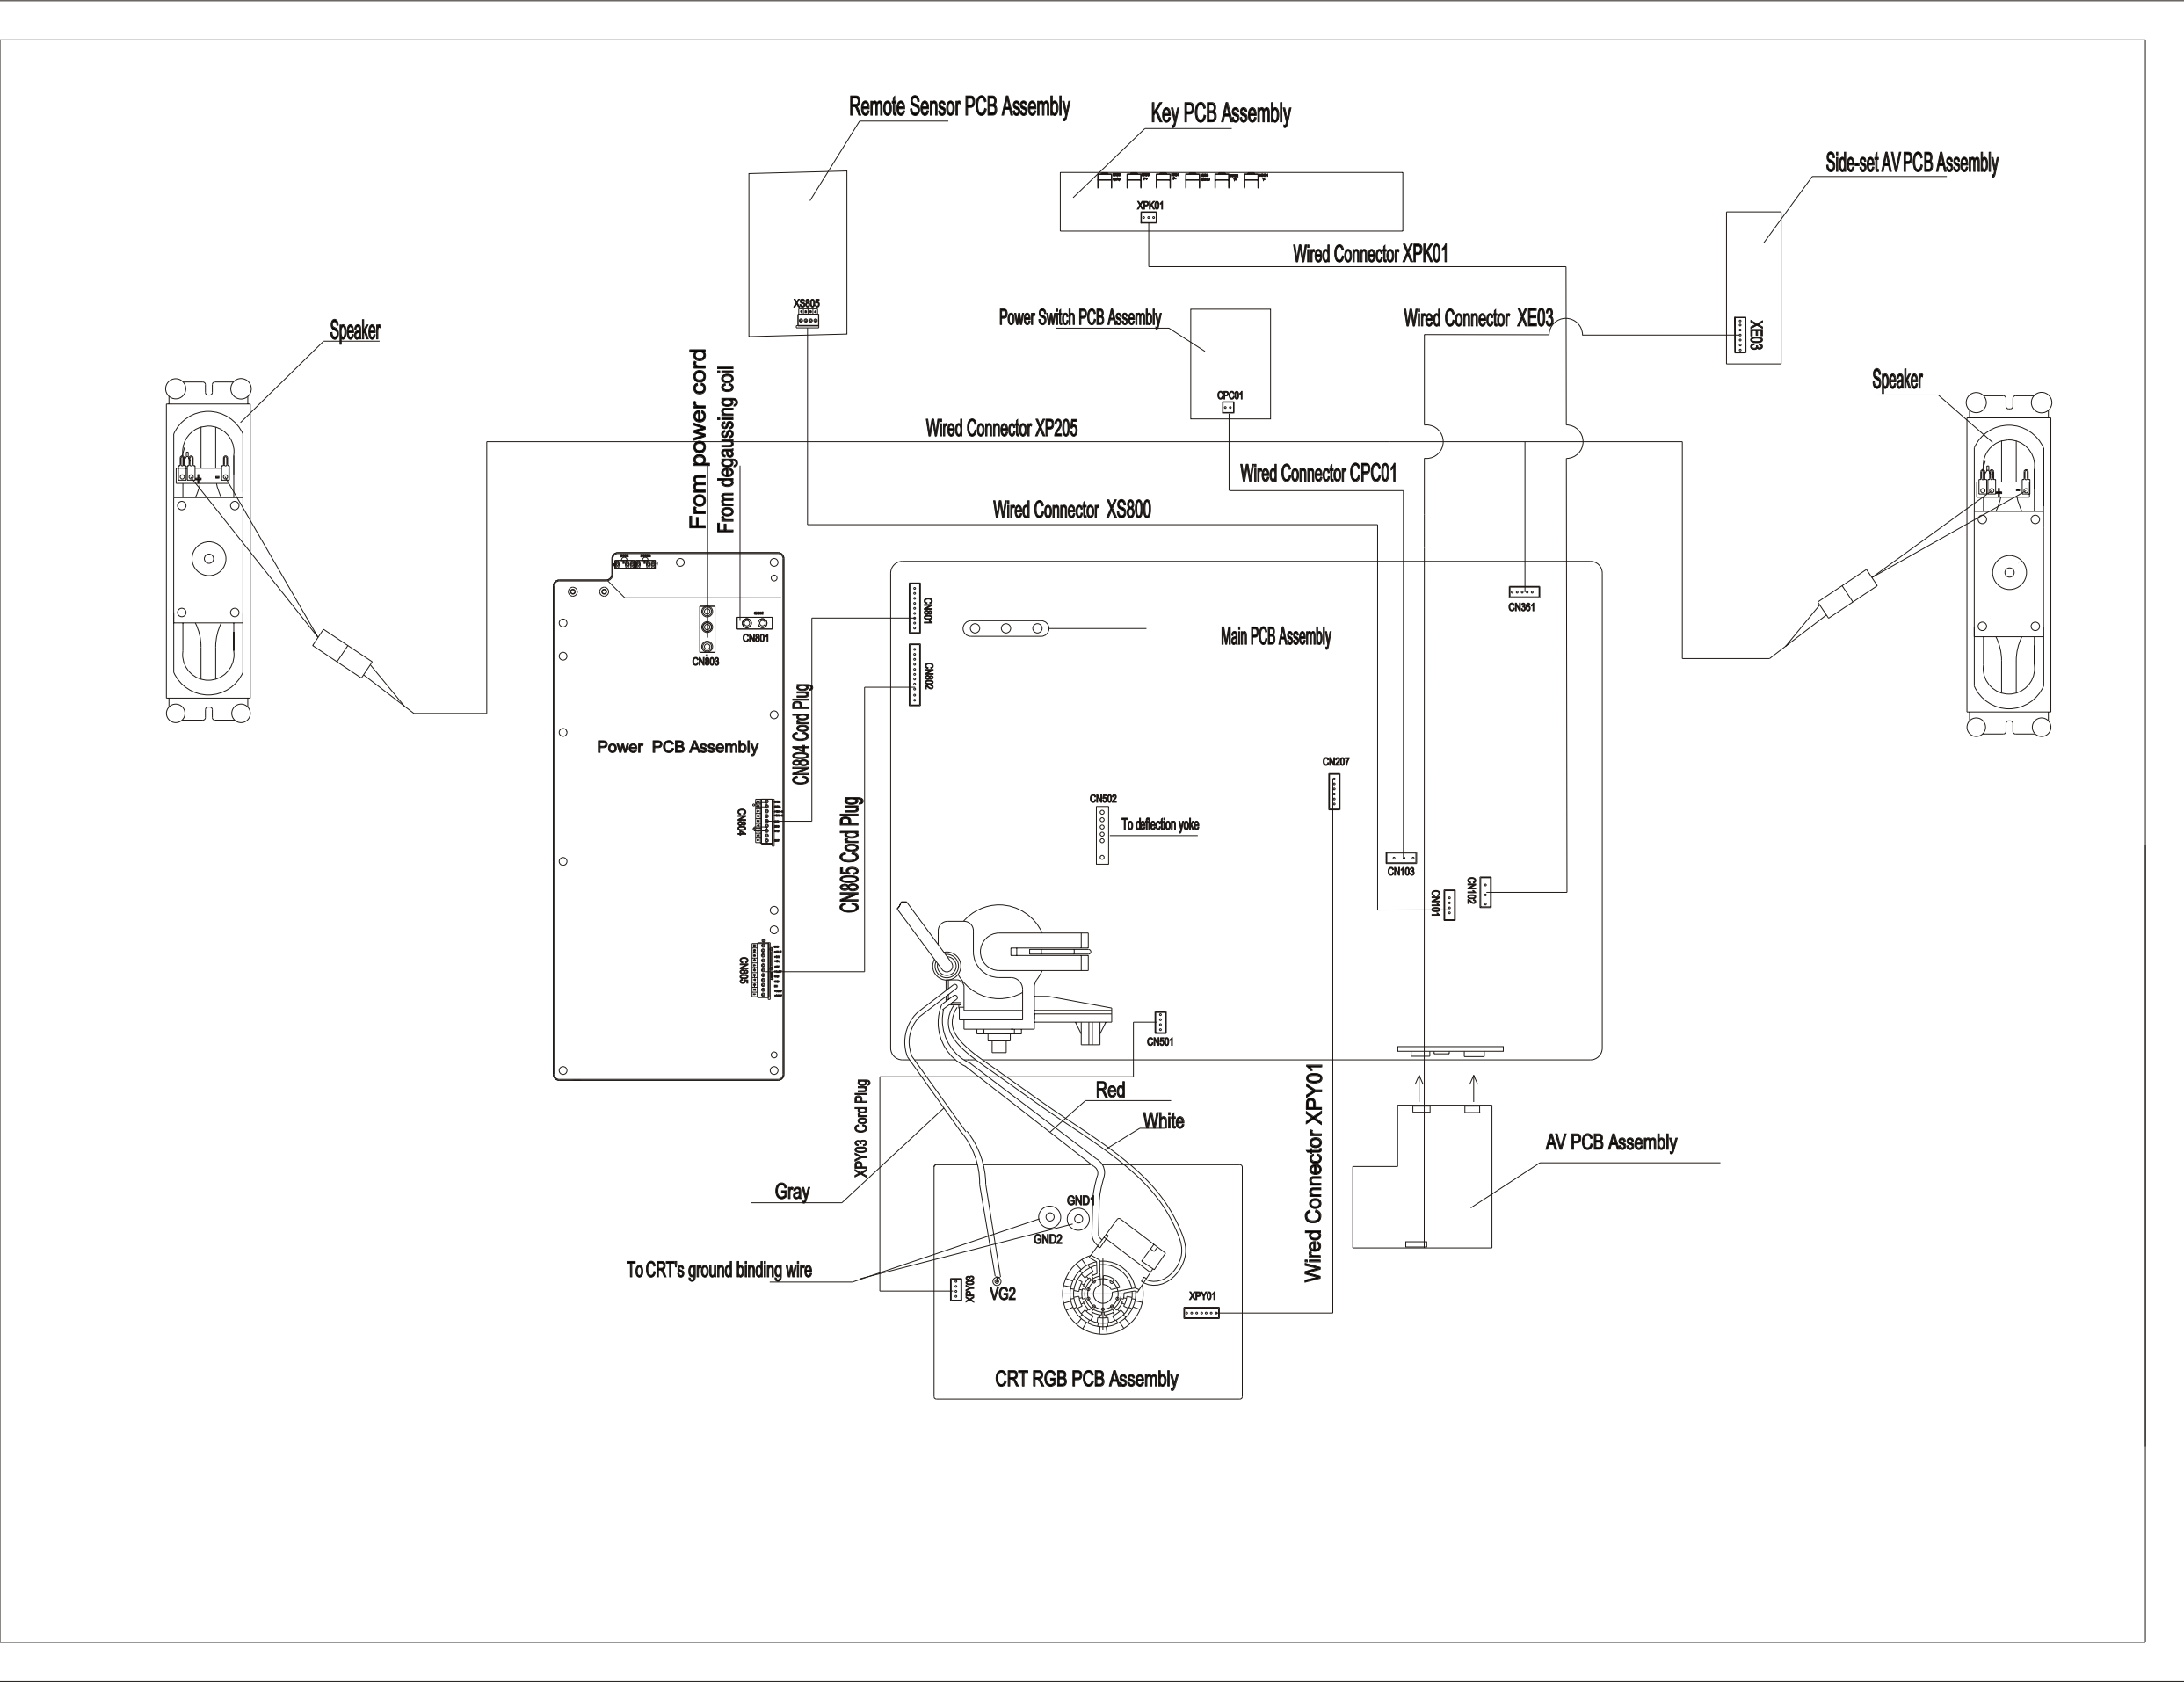 Remote Sensor PCB Assembly
Key PCB Assembly
Side-set AV PCB Assembly
XPK01
Wired Connector XPK01
XS805
Power Switch PCB Assembly
Wired Connector XE03
XE03
Speaker
From power cord
From degaussing coil
CPC01
Speaker
Wired Connector XP205
Wired Connector CPC01
Wired Connector XS800
+
-
+
-
CN801
CN803
CN801
CN802
CN361
Main PCB Assembly
Power PCB Assembly
CN804 Cord Plug
CN804
CN805 Cord Plug
CN805
CN207
CN502
To deflection yoke
CN103
CN101
CN102
CN501
XPY03 Cord Plug
Red
White
Wired Connector XPY01
AV PCB Assembly
Gray
GND1
GND2
To CRT's ground binding wire
XPY03
VG2
XPY01
CRT RGB PCB Assembly